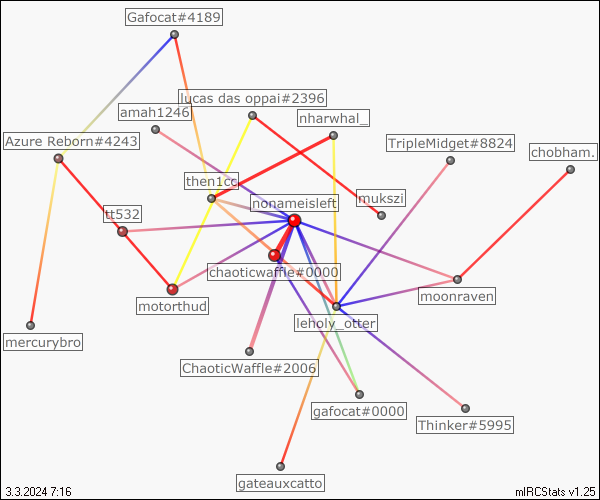 Gafocat#4189
lucas das oppai#2396
amah1246
nharwhal_
Azure Reborn#4243
TripleMidget#8824
chobham.
then1cc
mukszi
nonameisleft
tt532
chaoticwaffle#0000
moonraven
motorthud
leholy_otter
mercurybro
ChaoticWaffle#2006
gafocat#0000
Thinker#5995
gateauxcatto
3.3.2024 7:16
mIRCStats v1.25